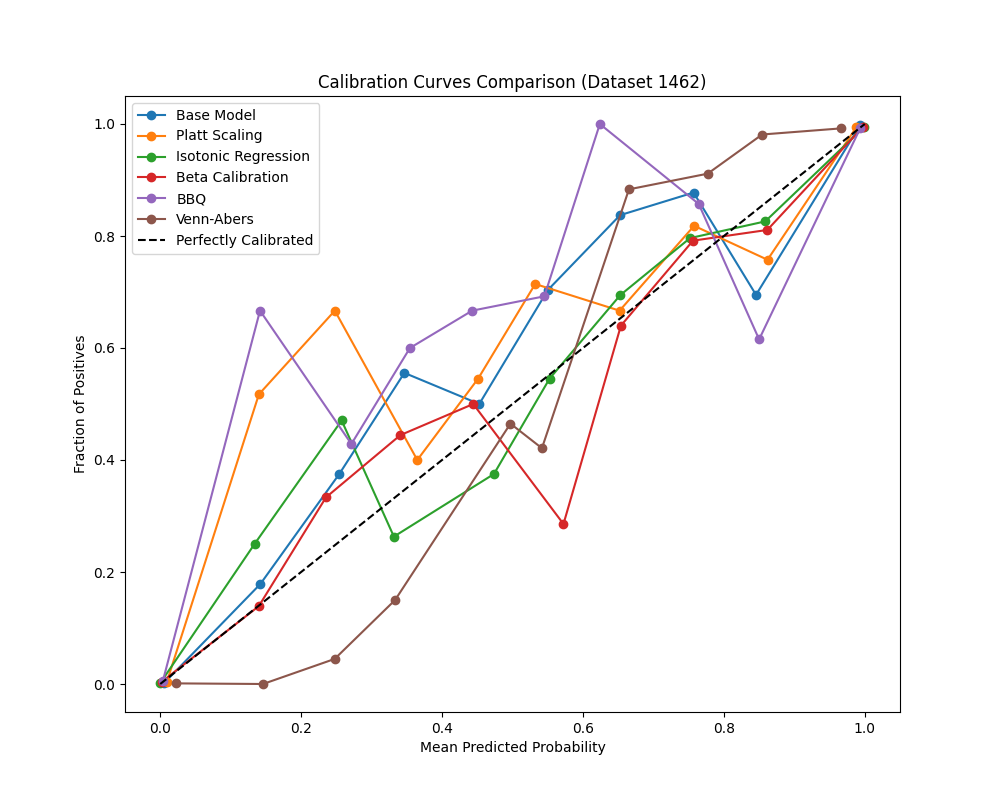 Calibration Curves Comparison (Dataset 1462)
Base Model
Platt Scaling
Isotonic Regression
Beta Calibration
BBQ
Venn-Abers
Perfectly Calibrated
Fraction of Positives
1.0
0.8
0.6
0.4
0.2
0.0
0.0 0.2 0.4 0.6 0.8 1.0
Mean Predicted Probability